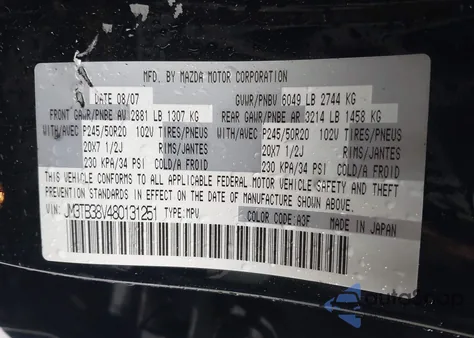 MFD. BY MAZDA MOTOR CORPORATION
DATE 08/07 GVWR/PNBV 6049 LB 2744 KG
FRONT GAWR/PNBE AV 2881 LB 1307 KG REAR GAWR/PNBE AR 3214 LB 1458 KG
WITH/AVEC P245/50R20 102V TIRES/PNEUS WITH/AVEC P245/50R20 102V TIRES/PNEUS
20X7 1/2J RIMS/JANTES 20X7 1/2J RIMS/JANTES
230 KPA/34 PSI COLD/A FROID 230 KPA/34 PSI COLD/A FROID
THIS VEHICLE CONFORMS TO ALL APPLICABLE FEDERAL MOTOR VEHICLE SAFETY AND THEFT
PREVENTION STANDARDS IN EFFECT ON THE DATE OF MANUFACTURE SHOWN ABOVE.
VIN: JM3TB38V480131251 TYPE: MPV COLOR CODE: A3F MADE IN JAPAN